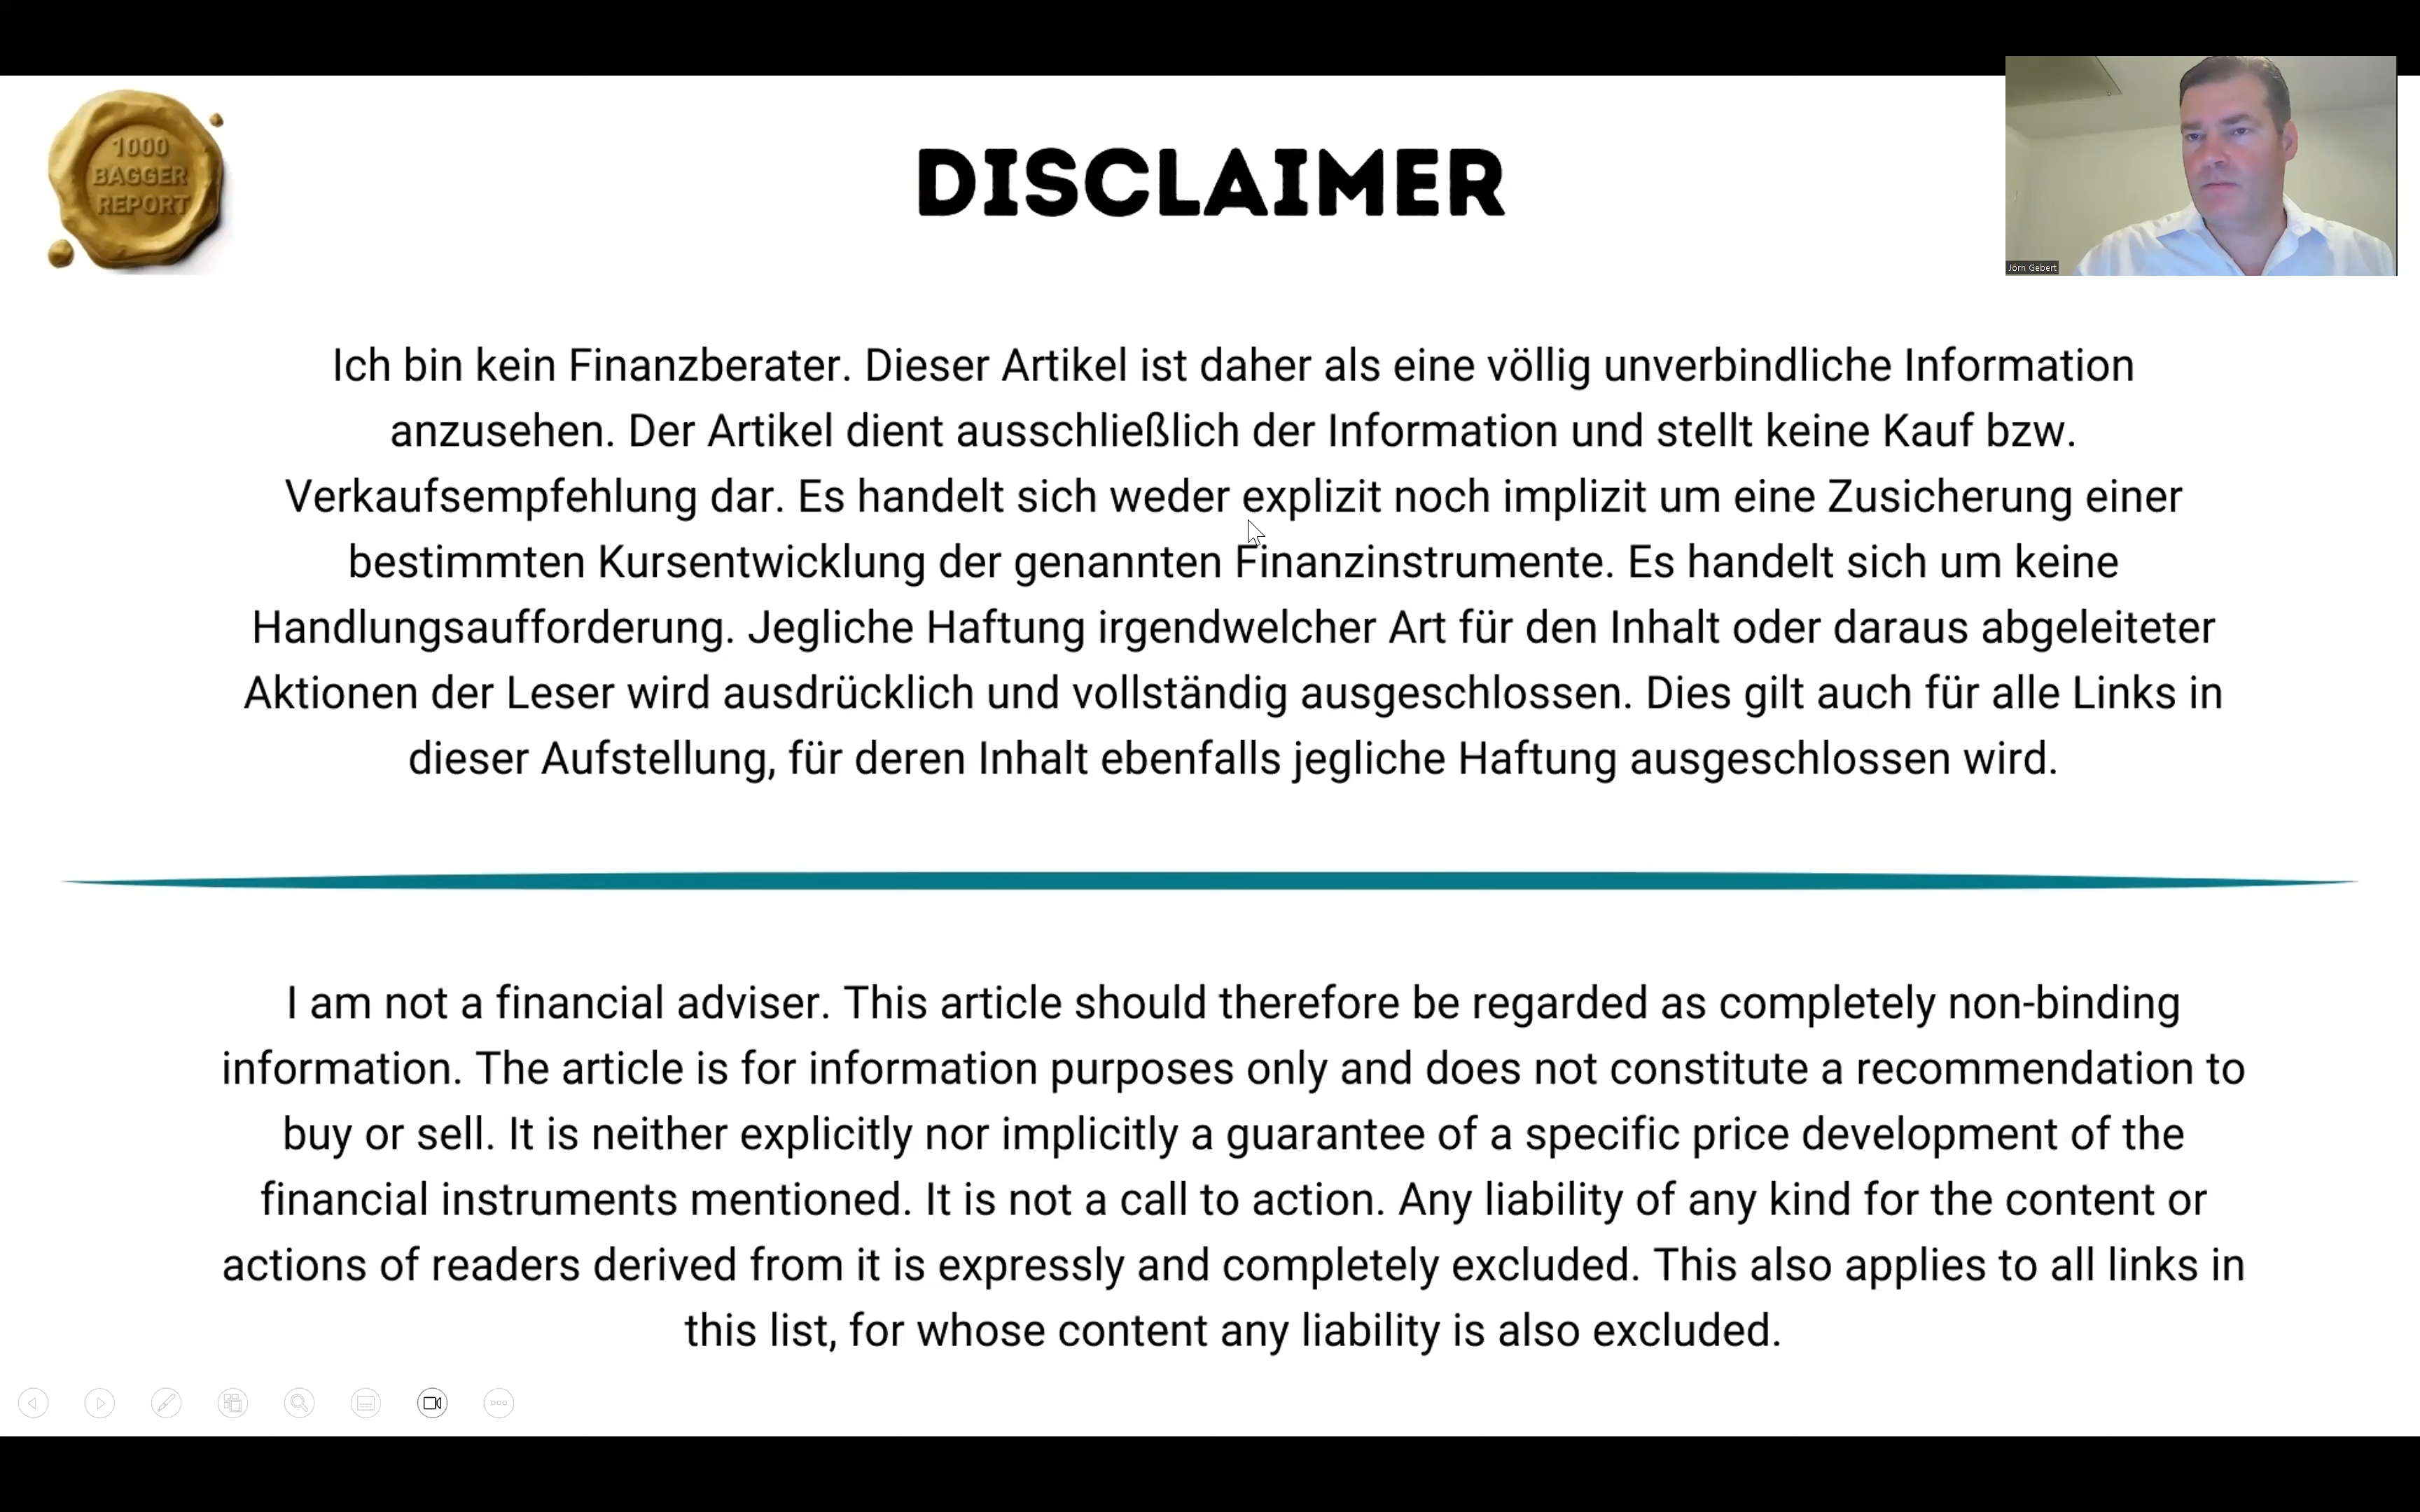 1000
BAGGER
REPORT
DISCLAIMER
Jörn Gebert
Ich bin kein Finanzberater. Dieser Artikel ist daher als eine völlig unverbindliche Information
anzusehen. Der Artikel dient ausschließlich der Information und stellt keine Kauf bzw.
Verkaufsempfehlung dar. Es handelt sich weder explizit noch implizit um eine Zusicherung einer
bestimmten Kursentwicklung der genannten Finanzinstrumente. Es handelt sich um keine
Handlungsaufforderung. Jegliche Haftung irgendwelcher Art für den Inhalt oder daraus abgeleiteter
Aktionen der Leser wird ausdrücklich und vollständig ausgeschlossen. Dies gilt auch für alle Links in
dieser Aufstellung, für deren Inhalt ebenfalls jegliche Haftung ausgeschlossen wird.
I am not a financial adviser. This article should therefore be regarded as completely non-binding
information. The article is for information purposes only and does not constitute a recommendation to
buy or sell. It is neither explicitly nor implicitly a guarantee of a specific price development of the
financial instruments mentioned. It is not a call to action. Any liability of any kind for the content or
actions of readers derived from it is expressly and completely excluded. This also applies to all links in
this list, for whose content any liability is also excluded.